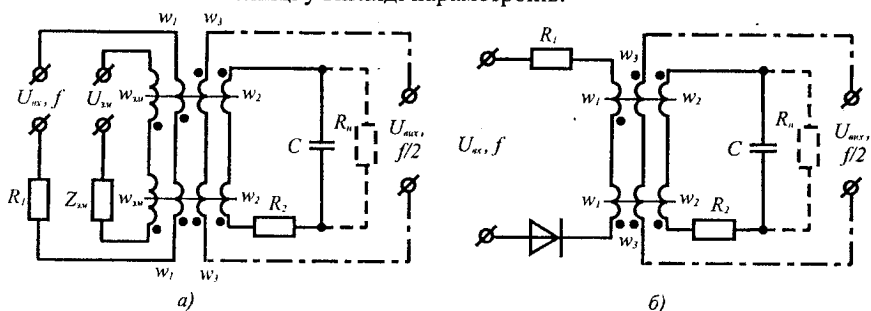 параметронів.
w₁ w₃
U_вх, f
U_зм
w_зм
w₂
C
R_н
U_вих,
f/2
R₁
Z_зм
w_зм
w₂
R₂
w₁ w₃
а)
R₁
w₃
w₁
w₂
U_вх, f
C
R_н
U_вих,
f/2
w₁
w₂
R₂
w₃
б)